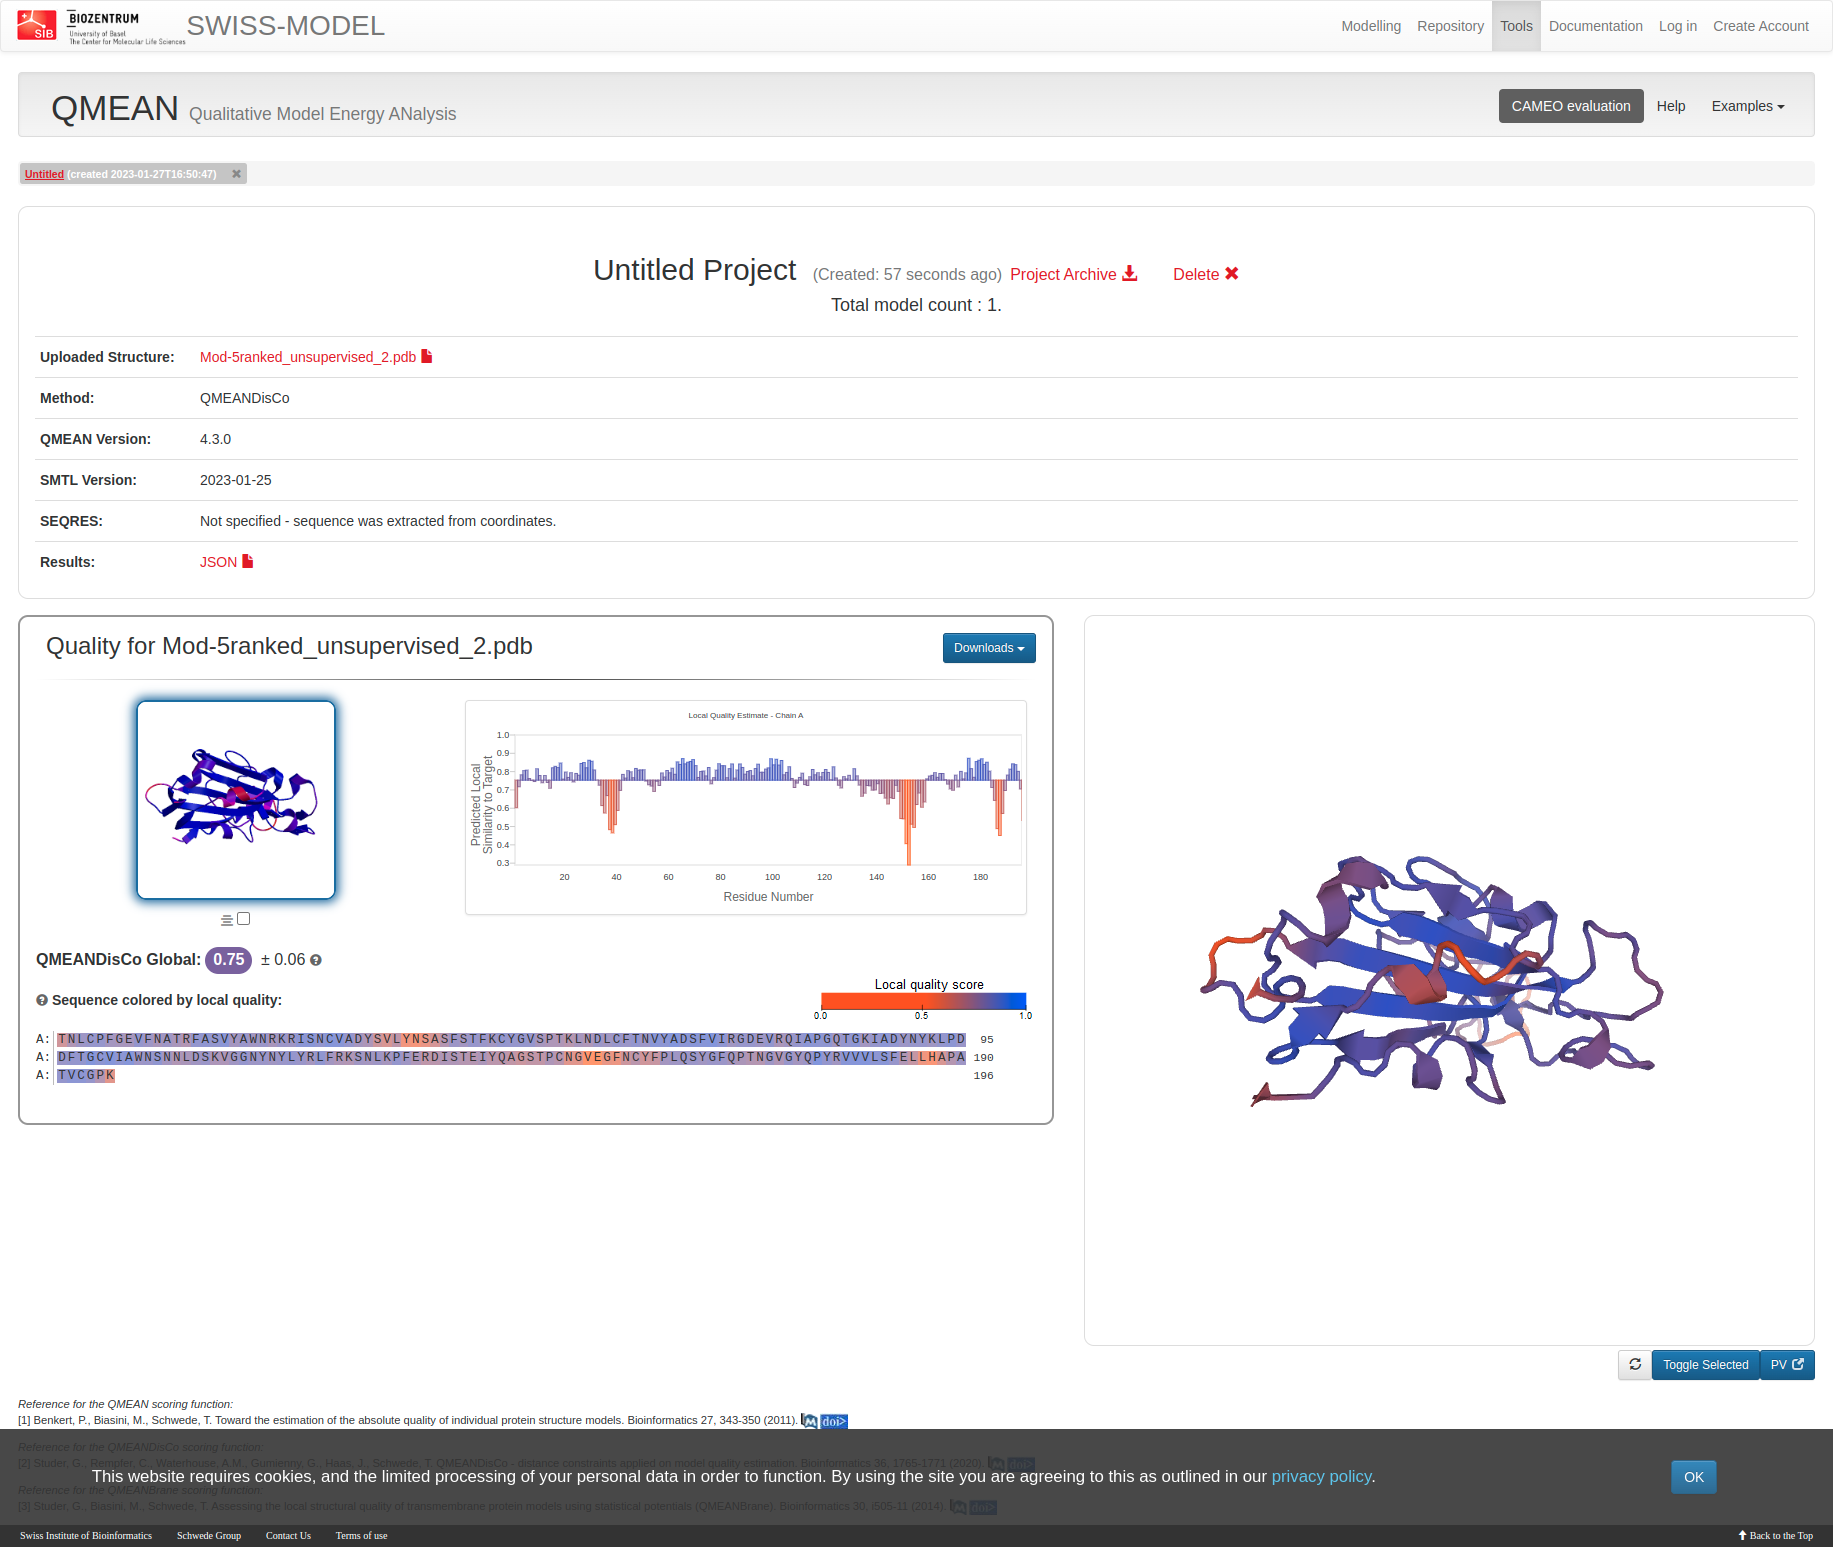 SIB
BIOZENTRUM
University of Basel
The Center for Molecular Life Sciences
SWISS-MODEL
Modelling Repository Tools Documentation Log in Create Account
QMEAN Qualitative Model Energy ANalysis
CAMEO evaluation Help Examples
Untitled (created 2023-01-27T16:50:47)
Untitled Project (Created: 57 seconds ago) Project Archive Delete
Total model count : 1.
Uploaded Structure: Mod-5ranked_unsupervised_2.pdb
Method: QMEANDisCo
QMEAN Version: 4.3.0
SMTL Version: 2023-01-25
SEQRES: Not specified - sequence was extracted from coordinates.
Results: JSON
Quality for Mod-5ranked_unsupervised_2.pdb
Downloads
Local Quality Estimate - Chain A
Predicted Local
Similarity to Target
1.0
0.9
0.8
0.7
0.6
0.5
0.4
0.3
20 40 60 80 100 120 140 160 180
Residue Number
QMEANDisCo Global: 0.75 ± 0.06
Sequence colored by local quality:
Local quality score
0.0 0.5 1.0
A: TNLCPFGEVFNATRFASVYAWNRKRISNCVADYSVLYNSASFSTFKCYGVSPTKLNDLCFTNVYADSFVIRGDEVRQIAPGQTGKIADYNYKLPD 95
A: DFTGCVIAWNSNNLDSKVGGNYNYLYRLFRKSNLKPFERDISTEIYQAGSTPCNGVEGFNCYFPLQSYGFQPTNGVGYQPYRVVVLSFELLHAPA 190
A: TVCGPK 196
Toggle Selected PV
Reference for the QMEAN scoring function:
[1] Benkert, P., Biasini, M., Schwede, T. Toward the estimation of the absolute quality of individual protein structure models. Bioinformatics 27, 343-350 (2011). doi>
Reference for the QMEANDisCo scoring function:
[2] Studer, G., Rempfer, C., Waterhouse, A.M., Gumienny, G., Haas, J., Schwede, T. QMEANDisCo - distance constraints applied on model quality estimation. Bioinformatics 36, 1765-1771 (2020). doi>
This website requires cookies, and the limited processing of your personal data in order to function. By using the site you are agreeing to this as outlined in our privacy policy. OK
Reference for the QMEANBrane scoring function:
[3] Studer, G., Biasini, M., Schwede, T. Assessing the local structural quality of transmembrane protein models using statistical potentials (QMEANBrane). Bioinformatics 30, i505-11 (2014). doi>
Swiss Institute of Bioinformatics Schwede Group Contact Us Terms of use Back to the Top